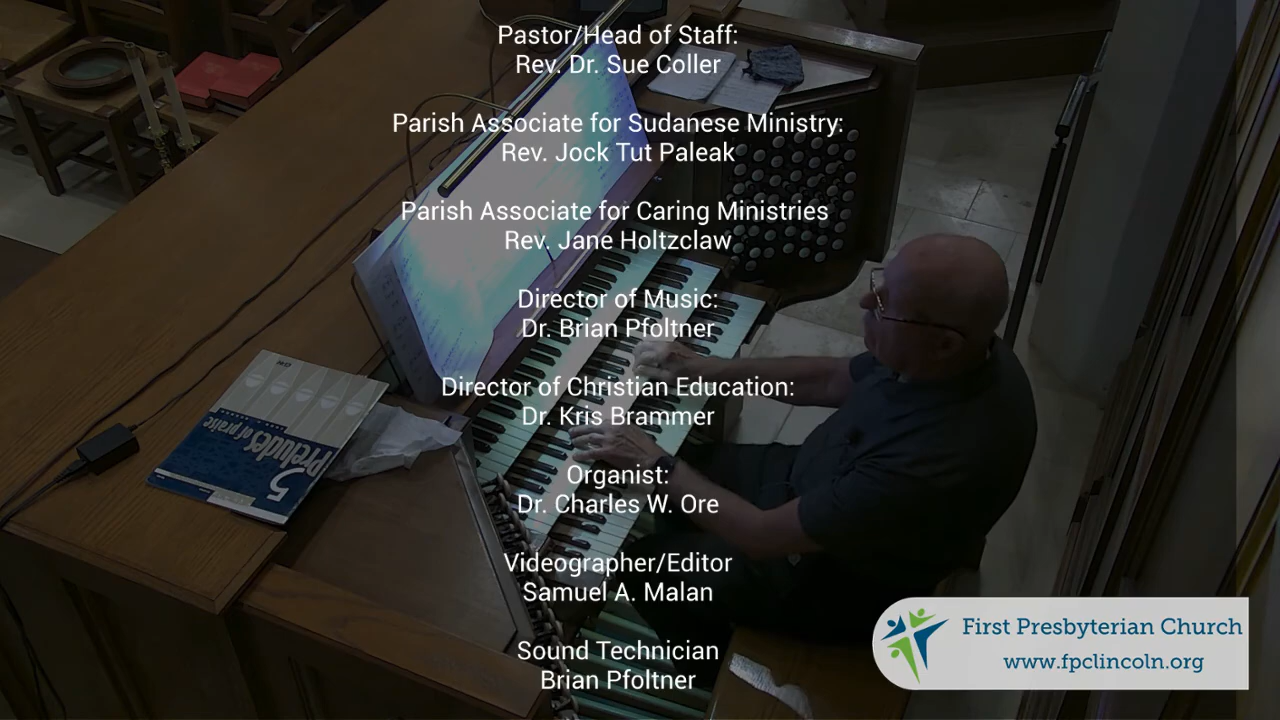 Pastor/Head of Staff:
Rev. Dr. Sue Coller
Parish Associate for Sudanese Ministry:
Rev. Jock Tut Paleak
Parish Associate for Caring Ministries
Rev. Jane Holtzclaw
Director of Music:
Dr. Brian Pfoltner
Director of Christian Education:
Dr. Kris Brammer
Organist:
Dr. Charles W. Ore
Videographer/Editor
Samuel A. Malan
Sound Technician
Brian Pfoltner
First Presbyterian Church
www.fpclincoln.org
5
preludes of praise